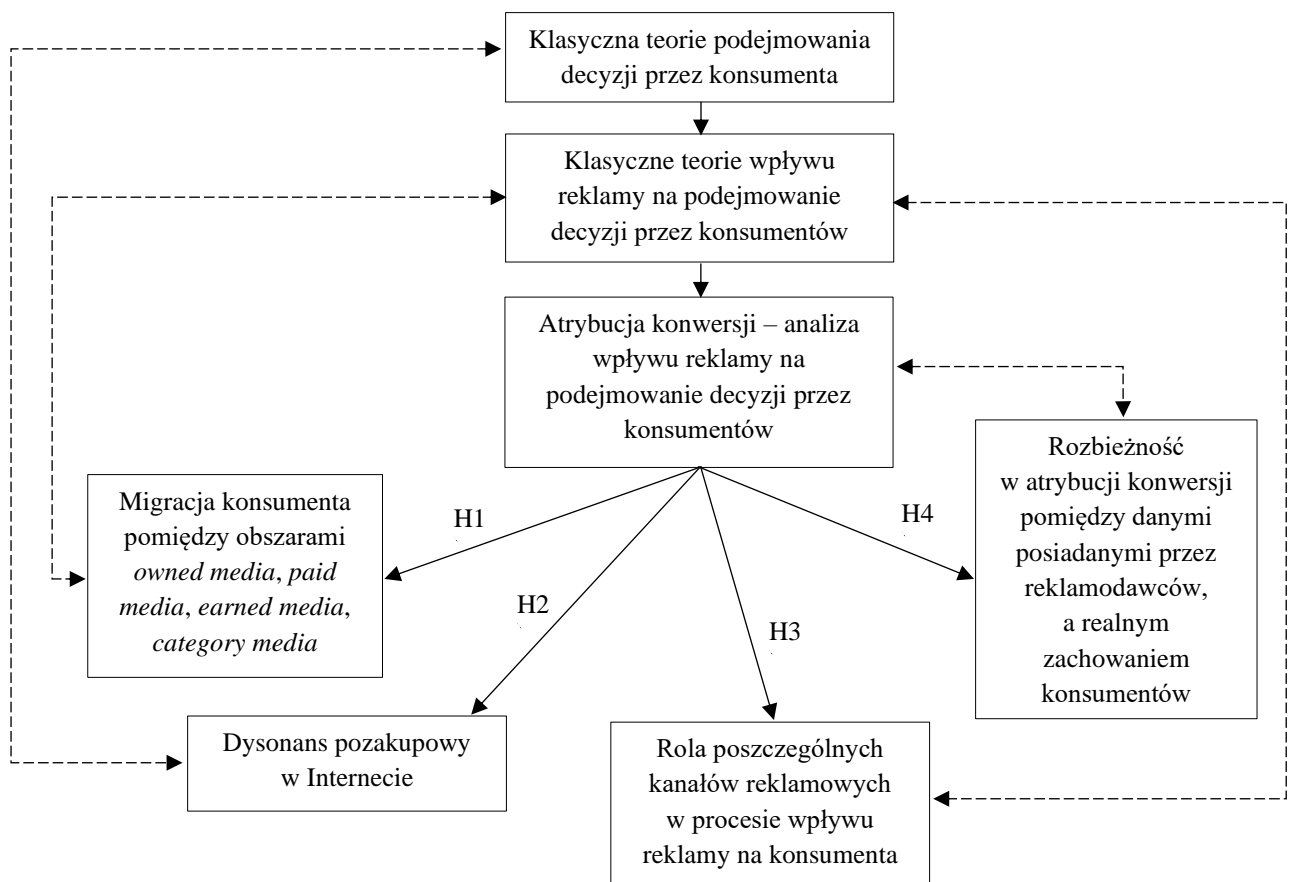 Klasyczna teorie podejmowania
decyzji przez konsumenta
Klasyczne teorie wpływu
reklamy na podejmowanie
decyzji przez konsumentów
Atrybucja konwersji – analiza
wpływu reklamy na
podejmowanie decyzji przez
konsumentów
H1
H2
H3
H4
Migracja konsumenta
pomiędzy obszarami
owned media, paid
media, earned media,
category media
Dysonans pozakupowy
w Internecie
Rola poszczególnych
kanałów reklamowych
w procesie wpływu
reklamy na konsumenta
Rozbieżność
w atrybucji konwersji
pomiędzy danymi
posiadanymi przez
reklamodawców,
a realnym
zachowaniem
konsumentów